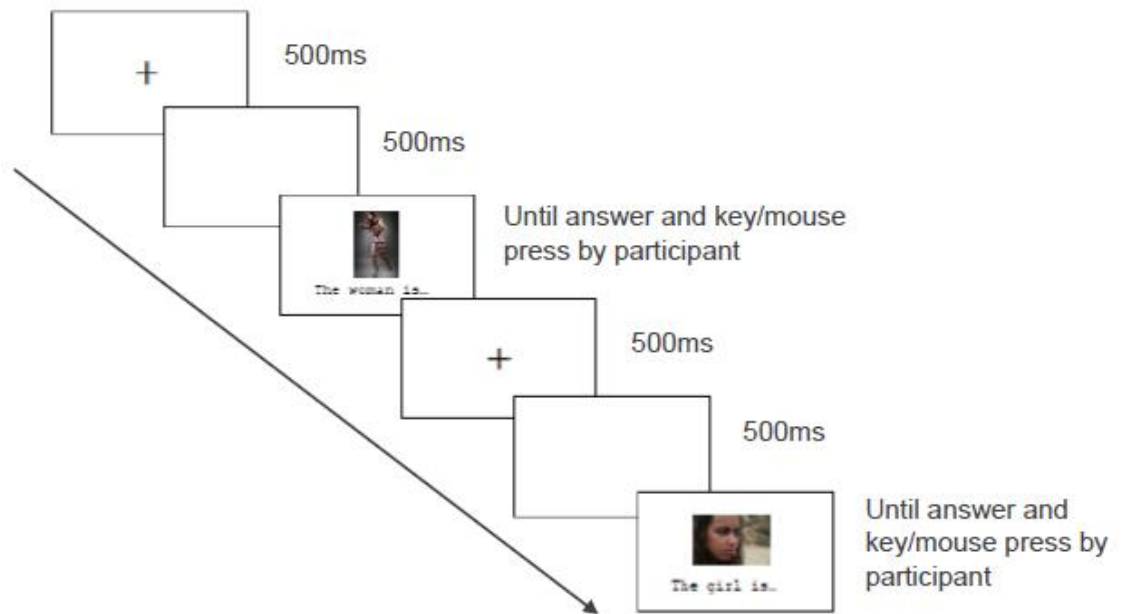 500ms
500ms
Until answer and key/mouse
press by participant
The woman is…
500ms
500ms
Until answer and
key/mouse press by
participant
The girl is…